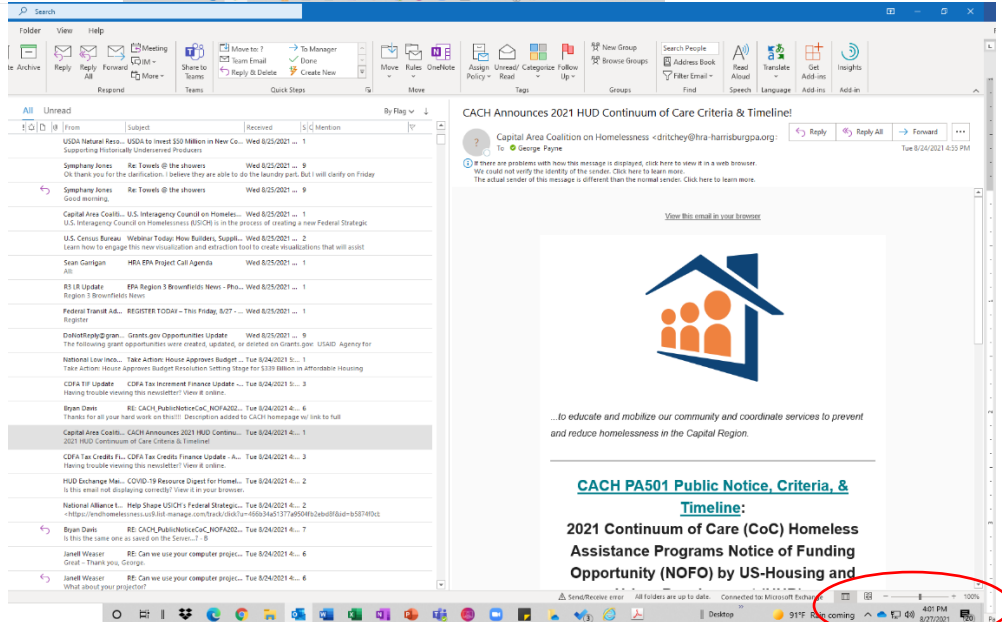 Search
Folder View Help
Archive
Reply
Reply All
Forward
Meeting
IM
More
Respond
Share to Teams
Teams
Move to: ?
Team Email
Reply & Delete
To Manager
Done
Create New
Quick Steps
Move
Rules
OneNote
Move
Assign Policy
Unread/ Read
Categorize
Follow Up
Tags
New Group
Browse Groups
Groups
Search People
Address Book
Filter Email
Find
Read Aloud
Speech
Translate
Language
Get Add-ins
Add-ins
Insights
Add-in
All Unread By Flag
From Subject Received Mention
USDA Natural Reso... USDA to Invest $50 Million in New Co... Wed 8/25/2021 ... 1
Supporting Historically Underserved Producers
Symphany Jones Re: Towels @ the showers Wed 8/25/2021 ... 9
Ok thank you for the clarification. I believe they are able to do the laundry part. But I will clarify on Friday
Symphany Jones Re: Towels @ the showers Wed 8/25/2021 ... 9
Good morning,
Capital Area Coaliti... U.S. Interagency Council on Homeles... Wed 8/25/2021 ... 1
U.S. Interagency Council on Homelessness (USICH) is in the process of creating a new Federal Strategic
U.S. Census Bureau Webinar Today: How Builders, Suppli... Wed 8/25/2021 ... 2
Learn how to engage this new visualization and extraction tool to create visualizations that will assist
Sean Garrigan HRA EPA Project Call Agenda Wed 8/25/2021 ... 1
All:
R3 LR Update EPA Region 3 Brownfields News - Pho... Wed 8/25/2021 ... 1
Region 3 Brownfields News
Federal Transit Ad... REGISTER TODAY – This Friday, 8/27 - ... Wed 8/25/2021 ... 1
Register
DoNotReply@gran... Grants.gov Opportunities Update Wed 8/25/2021 ... 9
The following grant opportunities were created, updated, or deleted on Grants.gov. USAID Agency for
National Low Inco... Take Action: House Approves Budget ... Tue 8/24/2021 5:... 1
Take Action: House Approves Budget Resolution Setting Stage for $339 Billion in Affordable Housing
CDFA TIF Update CDFA Tax Increment Finance Update -... Tue 8/24/2021 5:... 3
Having trouble viewing this newsletter? View it online.
Bryan Davis RE: CACH_PublicNoticeCoC_NOFA202... Tue 8/24/2021 4:... 6
Thanks for all your hard work on this!!! Description added to CACH homepage w/ link to full
Capital Area Coaliti... CACH Announces 2021 HUD Continu... Tue 8/24/2021 4:... 1
2021 HUD Continuum of Care Criteria & Timeline!
CDFA Tax Credits Fi... CDFA Tax Credits Finance Update - A... Tue 8/24/2021 4:... 3
Having trouble viewing this newsletter? View it online.
HUD Exchange Mai... COVID-19 Resource Digest for Homel... Tue 8/24/2021 4:... 2
Is this email not displaying correctly? View it in your browser.
National Alliance t... Help Shape USICH's Federal Strategic... Tue 8/24/2021 4:... 2
Bryan Davis RE: CACH_PublicNoticeCoC_NOFA202... Tue 8/24/2021 4:... 7
Is this the same one as saved on the Server...? - B
Janell Weaser RE: Can we use your computer projec... Tue 8/24/2021 4:... 6
Great – Thank you, George.
Janell Weaser RE: Can we use your computer projec... Tue 8/24/2021 4:... 6
What about your projector?
CACH Announces 2021 HUD Continuum of Care Criteria & Timeline!
?
Capital Area Coalition on Homelessness <dritchey@hra-harrisburgpa.org:
To George Payne
Reply Reply All Forward ...
Tue 8/24/2021 4:55 PM
If there are problems with how this message is displayed, click here to view it in a web browser.
We could not verify the identity of the sender. Click here to learn more.
The actual sender of this message is different than the normal sender. Click here to learn more.
View this email in your browser
...to educate and mobilize our community and coordinate services to prevent
and reduce homelessness in the Capital Region.
CACH PA501 Public Notice, Criteria, &
Timeline:
2021 Continuum of Care (CoC) Homeless
Assistance Programs Notice of Funding
Opportunity (NOFO) by US-Housing and
Send/Receive error All folders are up to date. Connected to: Microsoft Exchange 100%
Desktop 91°F Rain coming 4:01 PM
8/27/2021
20